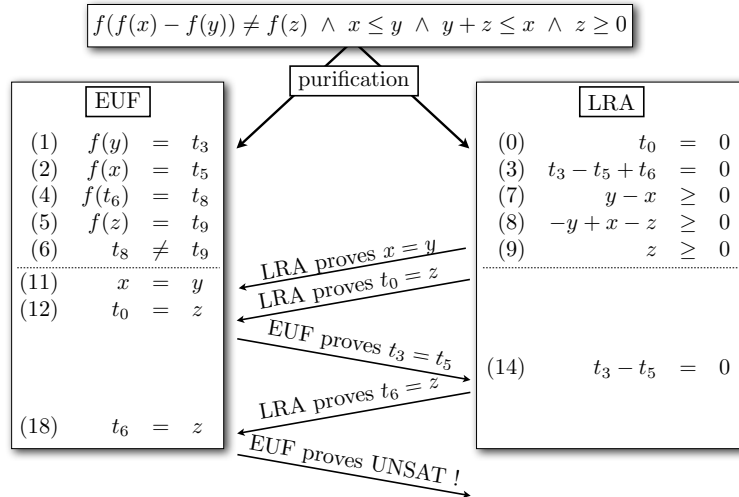 f(f(x) − f(y)) ≠ f(z) ∧ x ≤ y ∧ y + z ≤ x ∧ z ≥ 0
purification
EUF
(1) f(y) = t₃
(2) f(x) = t₅
(4) f(t₆) = t₈
(5) f(z) = t₉
(6) t₈ ≠ t₉
(11) x = y
(12) t₀ = z
(18) t₆ = z
LRA proves x = y
LRA proves t₀ = z
EUF proves t₃ = t₅
LRA proves t₆ = z
EUF proves UNSAT !
LRA
(0) t₀ = 0
(3) t₃ − t₅ + t₆ = 0
(7) y − x ≥ 0
(8) −y + x − z ≥ 0
(9) z ≥ 0
(14) t₃ − t₅ = 0